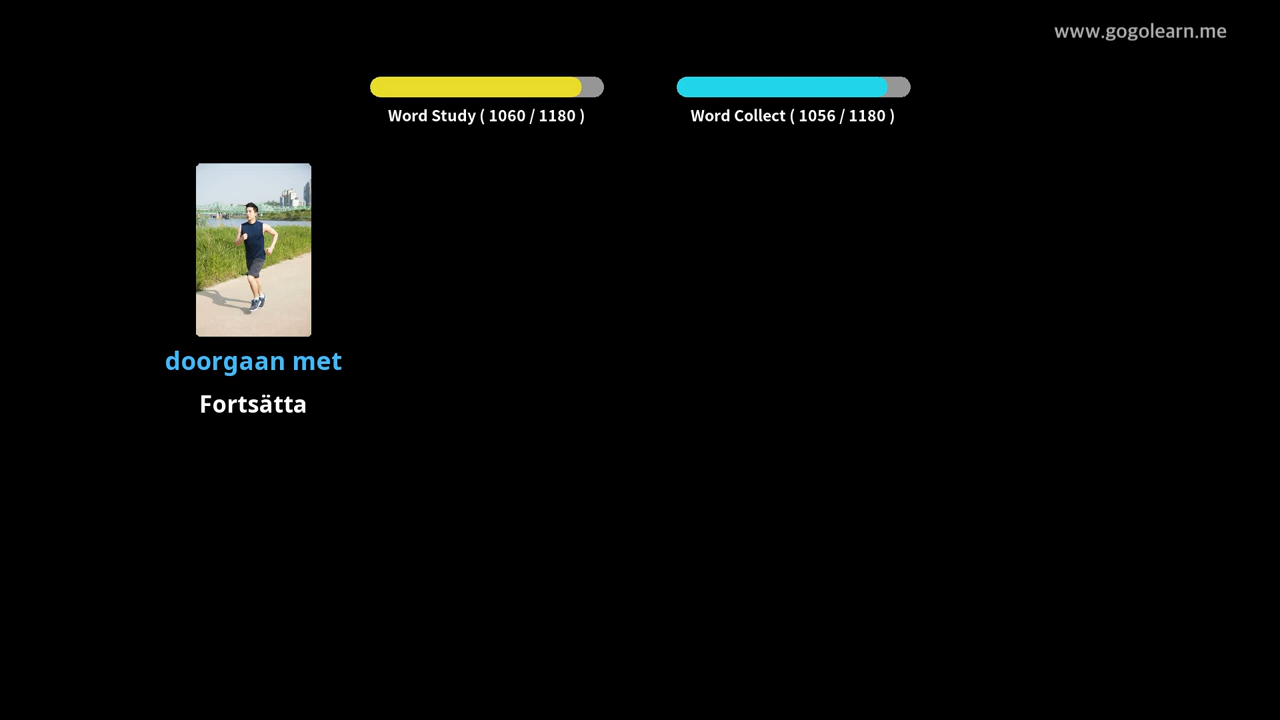 www.gogolearn.me
Word Study ( 1060 / 1180 )
Word Collect ( 1056 / 1180 )
doorgaan met
Fortsätta